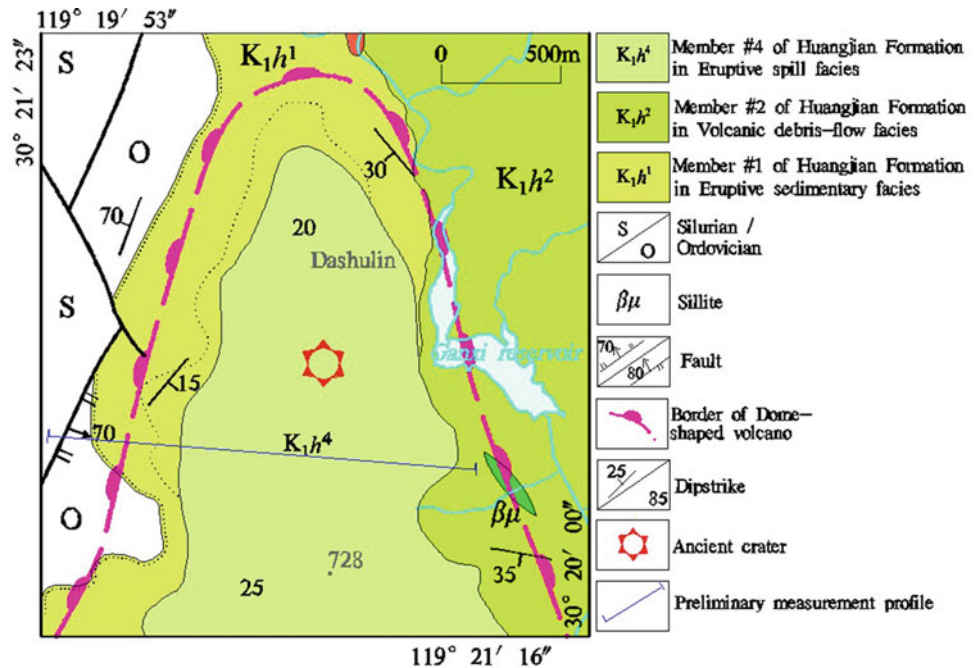 119° 19′ 53″
30° 21′ 23″
S
K₁h¹
0 500m
O
30
K₁h²
70
20
Dashulin
S
Ganxi reservoir
15
70
K₁h⁴
O
βμ
728
35
25
30° 20′ 00″
119° 21′ 16″
K₁h⁴ Member #4 of Huangjian Formation
in Eruptive spill facies
K₁h² Member #2 of Huangjian Formation
in Volcanic debris-flow facies
K₁h¹ Member #1 of Huangjian Formation
in Eruptive sedimentary facies
S Silurian /
O Ordovician
βμ Sillite
70 80 Fault
Border of Dome-
shaped volcano
25 85 Dipstrike
Ancient crater
Preliminary measurement profile